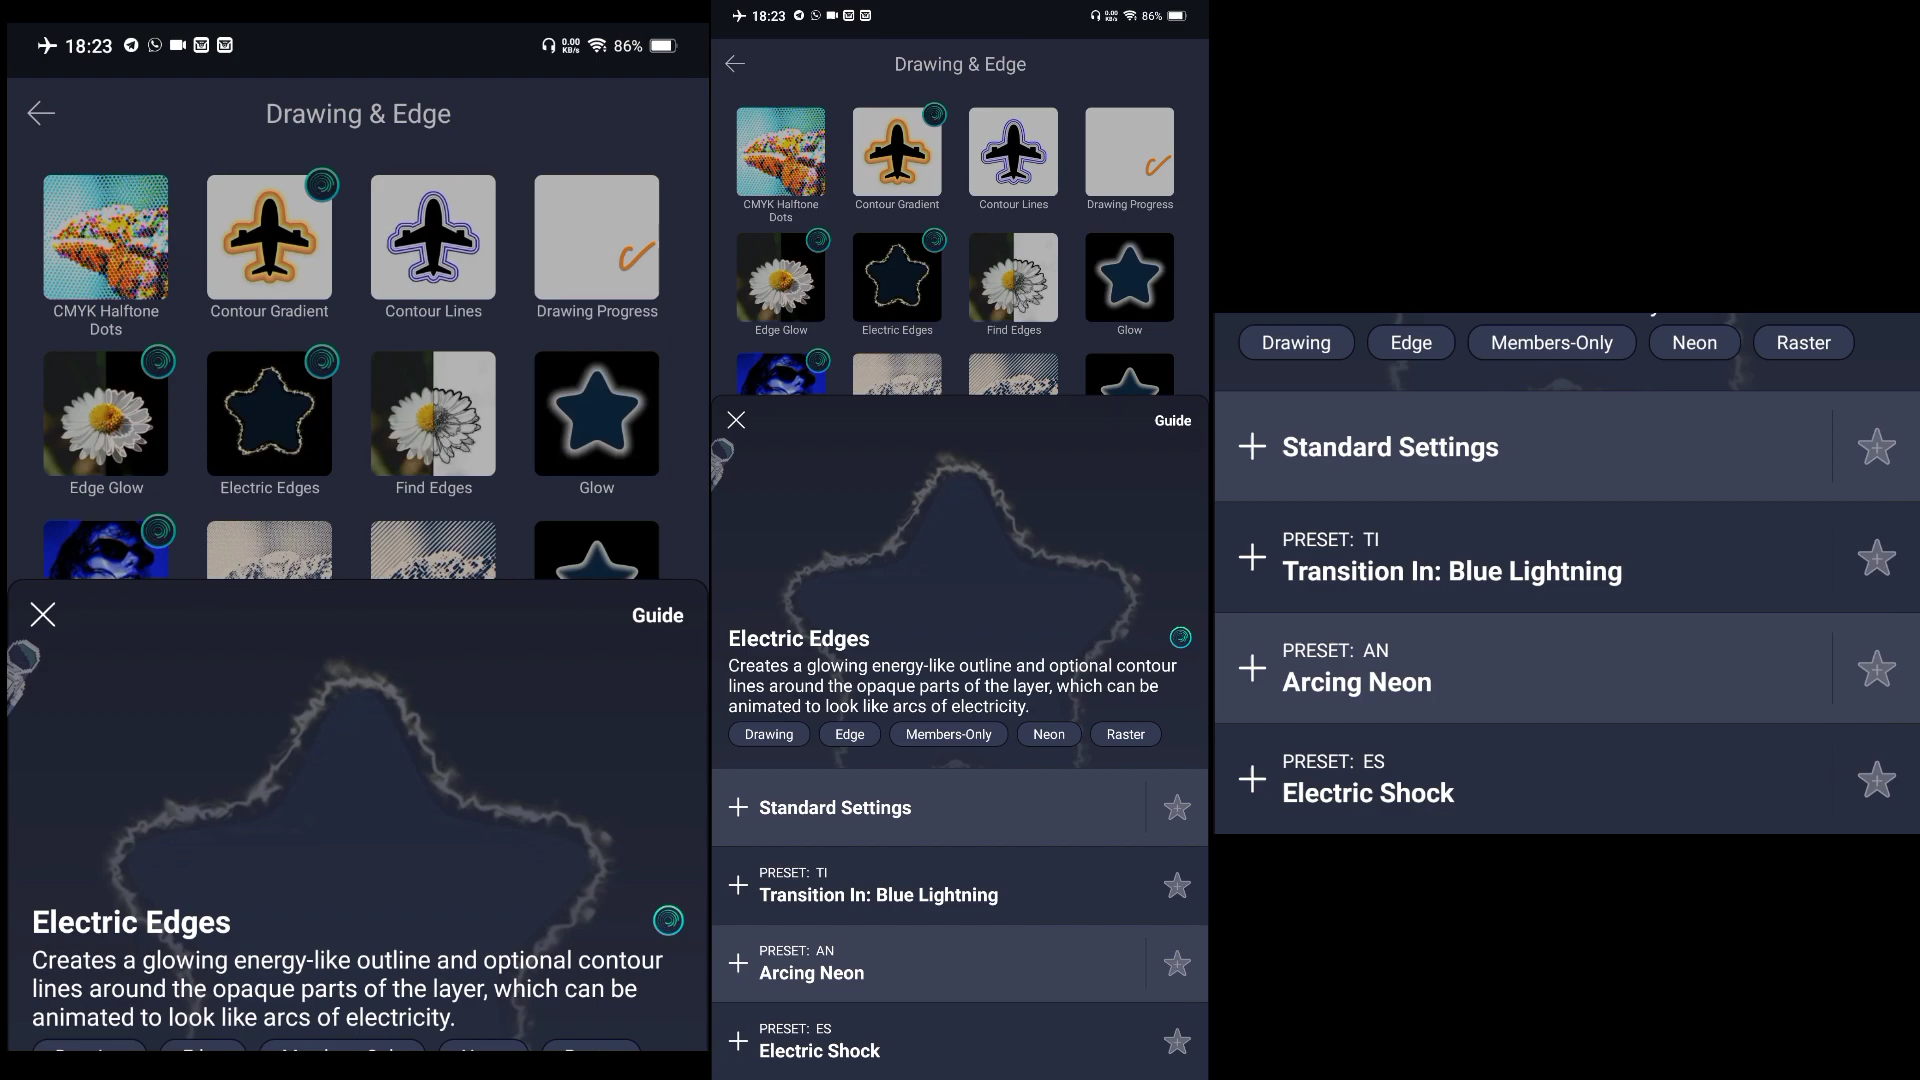 18:23
0.00
KB/s
86%
Drawing & Edge
CMYK Halftone
Dots
Contour Gradient
Contour Lines
Drawing Progress
Edge Glow
Electric Edges
Find Edges
Glow
Guide
Electric Edges
Creates a glowing energy-like outline and optional contour
lines around the opaque parts of the layer, which can be
animated to look like arcs of electricity.
18:23
0.00
KB/s
86%
Drawing & Edge
CMYK Halftone
Dots
Contour Gradient
Contour Lines
Drawing Progress
Edge Glow
Electric Edges
Find Edges
Glow
Guide
Electric Edges
Creates a glowing energy-like outline and optional contour
lines around the opaque parts of the layer, which can be
animated to look like arcs of electricity.
Drawing
Edge
Members-Only
Neon
Raster
Standard Settings
PRESET: TI
Transition In: Blue Lightning
PRESET: AN
Arcing Neon
PRESET: ES
Electric Shock
Drawing
Edge
Members-Only
Neon
Raster
Standard Settings
PRESET: TI
Transition In: Blue Lightning
PRESET: AN
Arcing Neon
PRESET: ES
Electric Shock